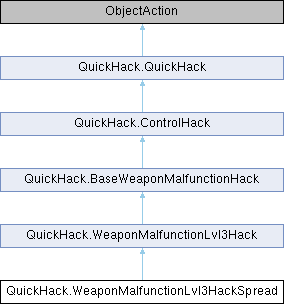 ObjectAction
QuickHack.QuickHack
QuickHack.ControlHack
QuickHack.BaseWeaponMalfunctionHack
QuickHack.WeaponMalfunctionLvl3Hack
QuickHack.WeaponMalfunctionLvl3HackSpread